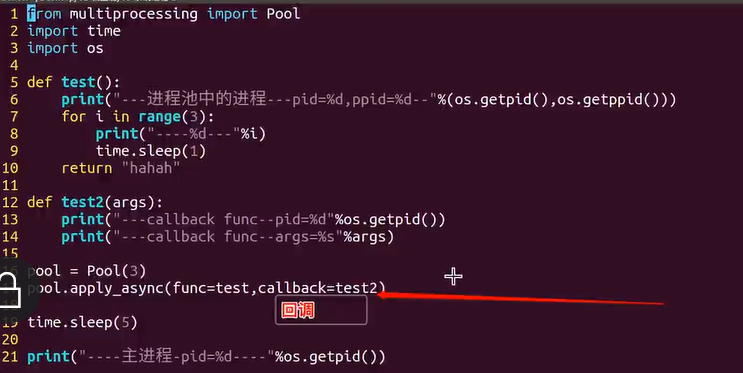 1 from multiprocessing import Pool
2 import time
3 import os
4
5 def test():
6     print("---进程池中的进程---pid=%d,ppid=%d--"%(os.getpid(),os.getppid()))
7     for i in range(3):
8         print("----%d---"%i)
9         time.sleep(1)
10     return "hahah"
11
12 def test2(args):
13     print("---callback func--pid=%d"%os.getpid())
14     print("---callback func--args=%s"%args)
15
pool = Pool(3)
pool.apply_async(func=test,callback=test2)
回调
19 time.sleep(5)
20
21 print("----主进程-pid=%d----"%os.getpid())